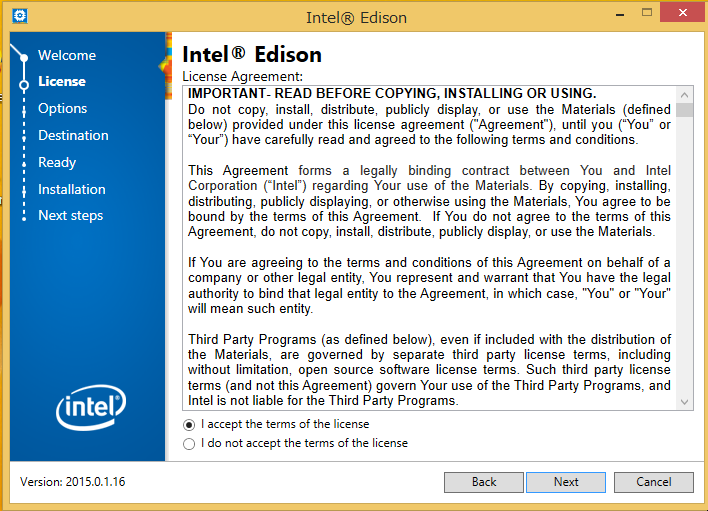 Intel® Edison
Welcome
License
Options
Destination
Ready
Installation
Next steps
intel
Intel® Edison
License Agreement:
IMPORTANT- READ BEFORE COPYING, INSTALLING OR USING.
Do not copy, install, distribute, publicly display, or use the Materials (defined
below) provided under this license agreement ("Agreement"), until you (“You” or
“Your”) have carefully read and agreed to the following terms and conditions.
This Agreement forms a legally binding contract between You and Intel
Corporation (“Intel”) regarding Your use of the Materials. By copying, installing,
distributing, publicly displaying, or otherwise using the Materials, You agree to be
bound by the terms of this Agreement. If You do not agree to the terms of this
Agreement, do not copy, install, distribute, publicly display, or use the Materials.
If You are agreeing to the terms and conditions of this Agreement on behalf of a
company or other legal entity, You represent and warrant that You have the legal
authority to bind that legal entity to the Agreement, in which case, "You" or "Your"
will mean such entity.
Third Party Programs (as defined below), even if included with the distribution of
the Materials, are governed by separate third party license terms, including
without limitation, open source software license terms. Such third party license
terms (and not this Agreement) govern Your use of the Third Party Programs, and
Intel is not liable for the Third Party Programs.
I accept the terms of the license
I do not accept the terms of the license
Version: 2015.0.1.16
Back
Next
Cancel